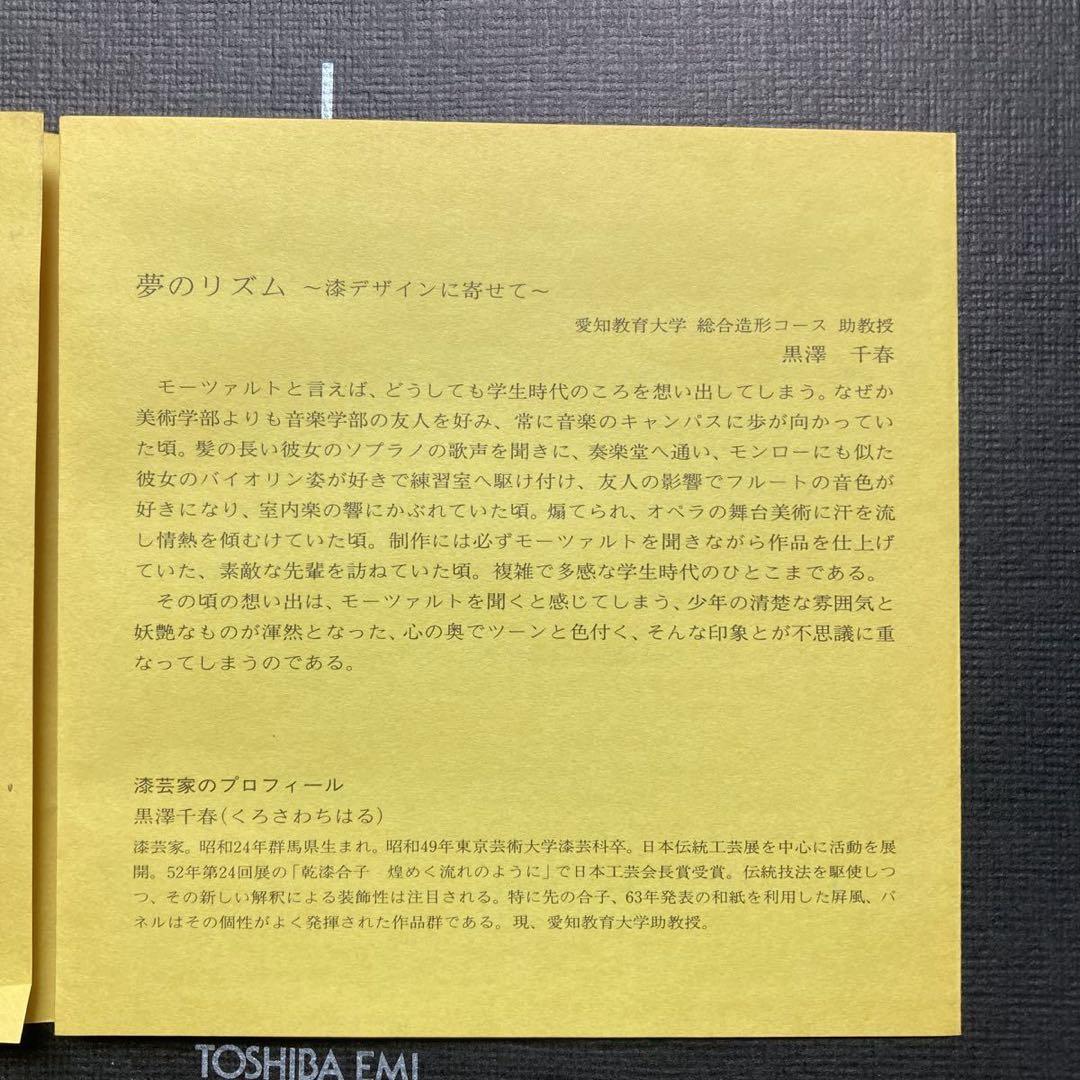 夢のリズム ～漆デザインに寄せて～
愛知教育大学 総合造形コース 助教授
黒澤　千春
　モーツァルトと言えば、どうしても学生時代のころを想い出してしまう。なぜか
美術学部よりも音楽学部の友人を好み、常に音楽のキャンパスに歩が向かってい
た頃。髪の長い彼女のソプラノの歌声を聞きに、奏楽堂へ通い、モンローにも似た
彼女のバイオリン姿が好きで練習室へ駆け付け、友人の影響でフルートの音色が
好きになり、室内楽の響にかぶれていた頃。煽てられ、オペラの舞台美術に汗を流
し情熱を傾むけていた頃。制作には必ずモーツァルトを聞きながら作品を仕上げ
ていた、素敵な先輩を訪ねていた頃。複雑で多感な学生時代のひとこまである。
　その頃の想い出は、モーツァルトを聞くと感じてしまう、少年の清楚な雰囲気と
妖艶なものが渾然となった、心の奥でツーンと色付く、そんな印象とが不思議に重
なってしまうのである。
漆芸家のプロフィール
黒澤千春(くろさわちはる)
漆芸家。昭和24年群馬県生まれ。昭和49年東京芸術大学漆芸科卒。日本伝統工芸展を中心に活動を展
開。52年第24回展の「乾漆合子　煌めく流れのように」で日本工芸会長賞受賞。伝統技法を駆使しつ
つ、その新しい解釈による装飾性は注目される。特に先の合子、63年発表の和紙を利用した屏風、パ
ネルはその個性がよく発揮された作品群である。現、愛知教育大学助教授。
TOSHIBA EMI